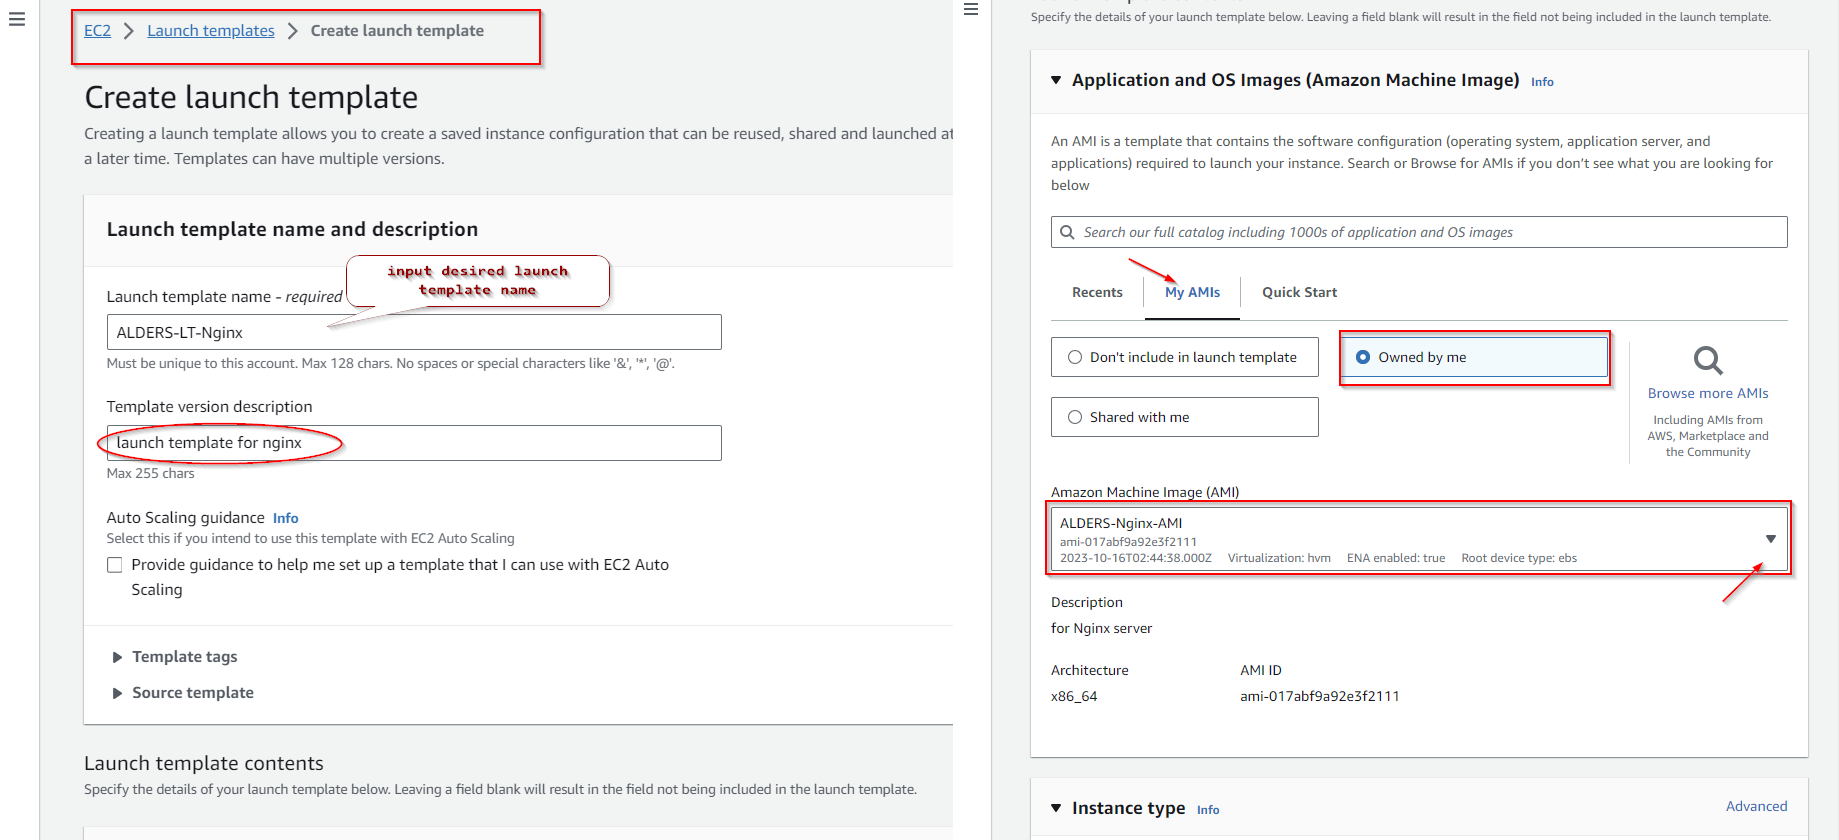 EC2 > Launch templates > Create launch template
Create launch template
Creating a launch template allows you to create a saved instance configuration that can be reused, shared and launched at
a later time. Templates can have multiple versions.
Launch template name and description
input desired launch
template name
Launch template name - required
ALDERS-LT-Nginx
Must be unique to this account. Max 128 chars. No spaces or special characters like '&', '*', '@'.
Template version description
launch template for nginx
Max 255 chars
Auto Scaling guidance Info
Select this if you intend to use this template with EC2 Auto Scaling
Provide guidance to help me set up a template that I can use with EC2 Auto
Scaling
Template tags
Source template
Launch template contents
Specify the details of your launch template below. Leaving a field blank will result in the field not being included in the launch template.
Specify the details of your launch template below. Leaving a field blank will result in the field not being included in the launch template.
Application and OS Images (Amazon Machine Image) Info
An AMI is a template that contains the software configuration (operating system, application server, and
applications) required to launch your instance. Search or Browse for AMIs if you don't see what you are looking for
below
Search our full catalog including 1000s of application and OS images
Recents My AMIs Quick Start
Don't include in launch template
Owned by me
Shared with me
Browse more AMIs
Including AMIs from
AWS, Marketplace and
the Community
Amazon Machine Image (AMI)
ALDERS-Nginx-AMI
ami-017abf9a92e3f2111
2023-10-16T02:44:38.000Z Virtualization: hvm ENA enabled: true Root device type: ebs
Description
for Nginx server
Architecture AMI ID
x86_64 ami-017abf9a92e3f2111
Instance type Info Advanced